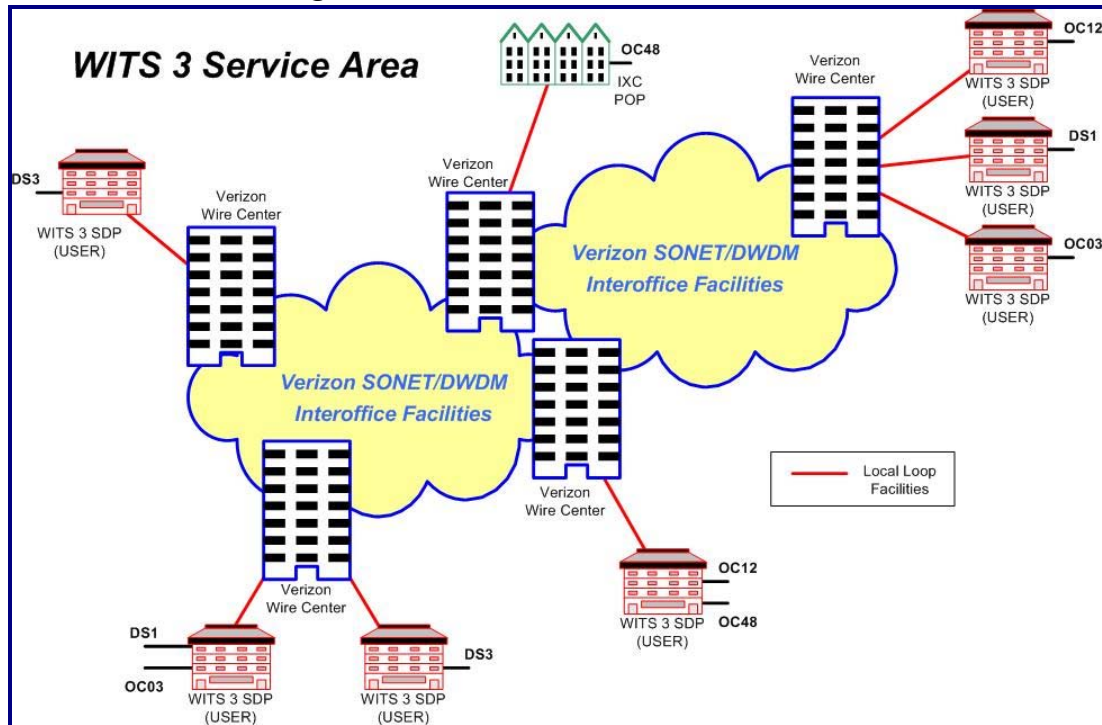 WITS 3 Service Area
OC48
IXC
POP
Verizon
Wire Center
OC12
WITS 3 SDP
(USER)
DS1
WITS 3 SDP
(USER)
OC03
WITS 3 SDP
(USER)
DS3
WITS 3 SDP
(USER)
Verizon
Wire Center
Verizon
Wire Center
Verizon SONET/DWDM
Interoffice Facilities
Verizon SONET/DWDM
Interoffice Facilities
Local Loop
Facilities
Verizon
Wire Center
OC12
OC48
WITS 3 SDP
(USER)
Verizon
Wire Center
DS1
OC03
WITS 3 SDP
(USER)
DS3
WITS 3 SDP
(USER)